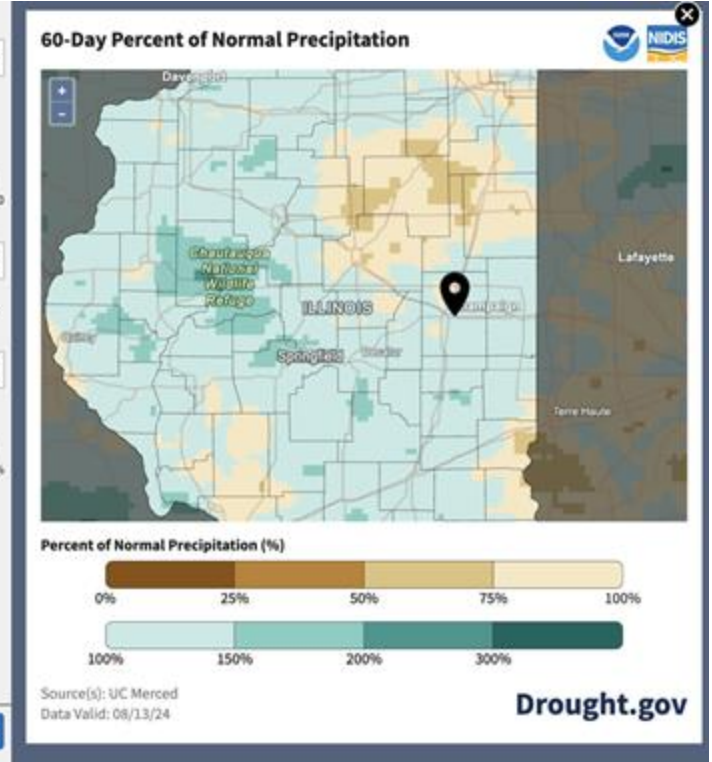 60-Day Percent of Normal Precipitation
NIDIS
+
-
Davenport
Chautauqua
National
Wildlife
Refuge
Lafayette
ILLINOIS
Champaign
Quincy
Springfield
Decatur
Terre Haute
Percent of Normal Precipitation (%)
0% 25% 50% 75% 100%
100% 150% 200% 300%
Source(s): UC Merced
Data Valid: 08/13/24
Drought.gov